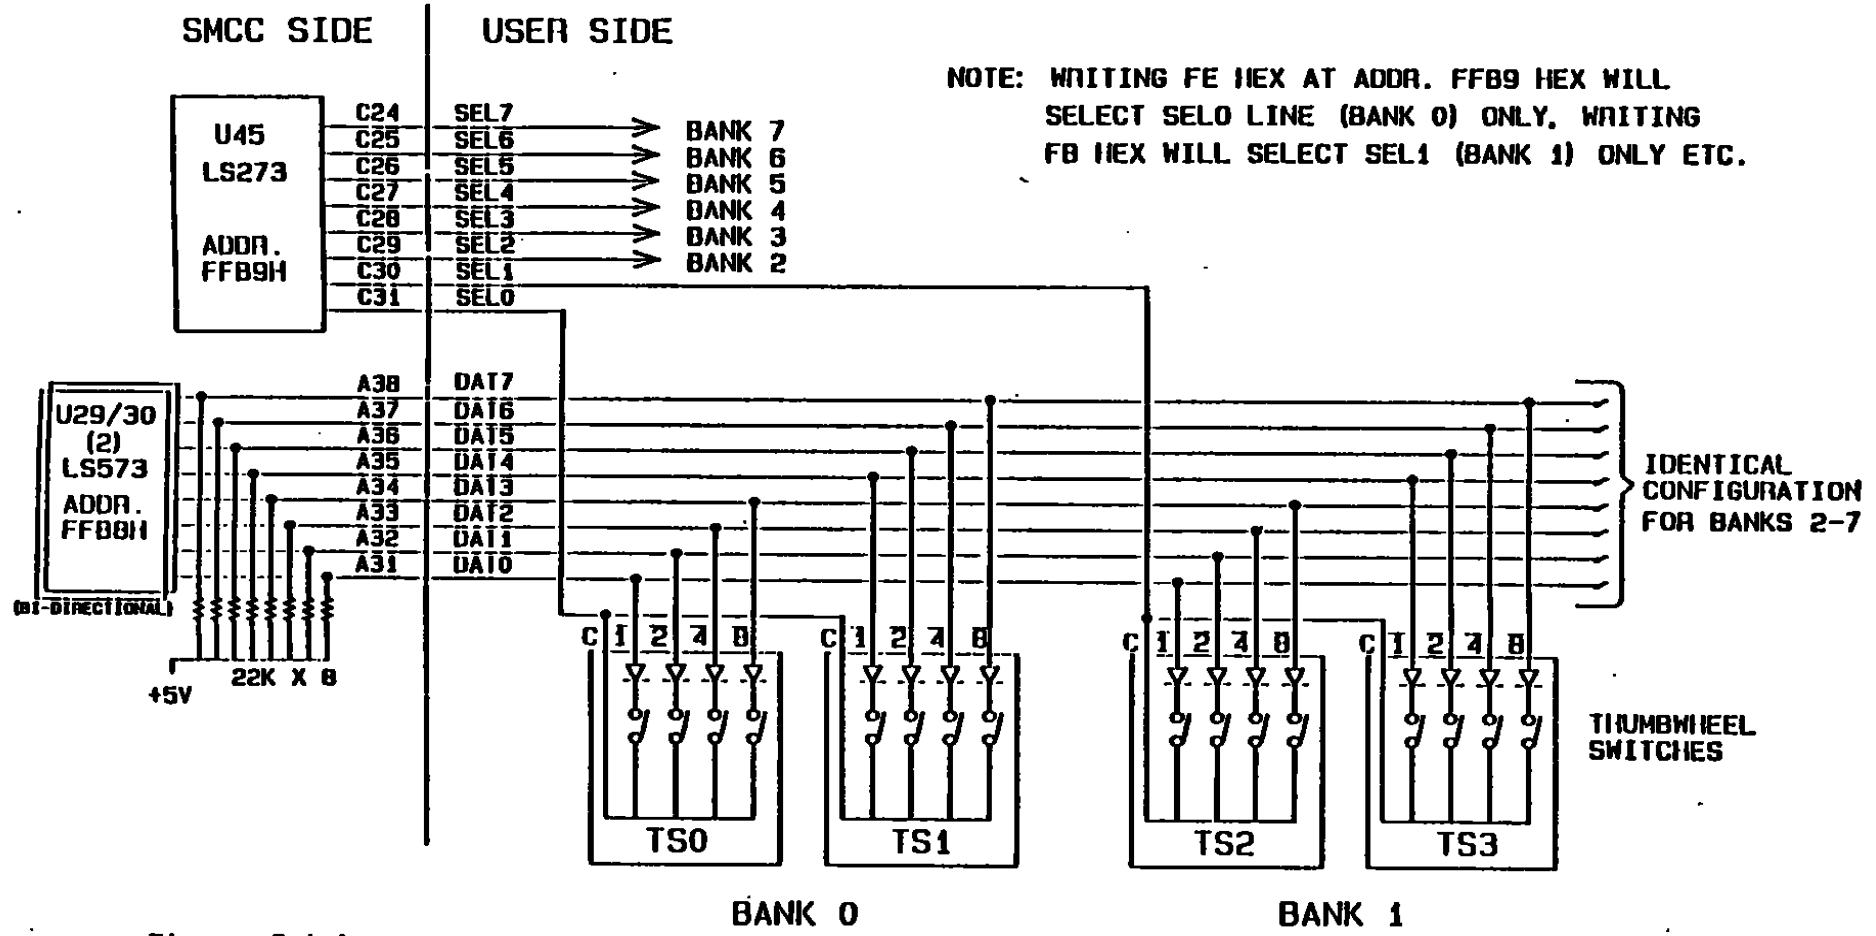 SMCC SIDE
USER SIDE
NOTE: WRITING FE HEX AT ADDR. FFB9 HEX WILL
SELECT SEL0 LINE (BANK 0) ONLY. WRITING
FB HEX WILL SELECT SEL1 (BANK 1) ONLY ETC.
U45
LS273
ADDR.
FFB9H
C24 SEL7 BANK 7
C25 SEL6 BANK 6
C26 SEL5 BANK 5
C27 SEL4 BANK 4
C28 SEL3 BANK 3
C29 SEL2 BANK 2
C30 SEL1
C31 SEL0
U29/30
(2)
LS573
ADDR.
FFB8H
(BI-DIRECTIONAL)
A38 DAT7
A37 DAT6
A36 DAT5
A35 DAT4
A34 DAT3
A33 DAT2
A32 DAT1
A31 DAT0
+5V
22K X 8
IDENTICAL
CONFIGURATION
FOR BANKS 2-7
C 1 2 4 8
C 1 2 4 8
C 1 2 4 8
C 1 2 4 8
THUMBWHEEL
SWITCHES
TS0
TS1
TS2
TS3
BANK 0
BANK 1